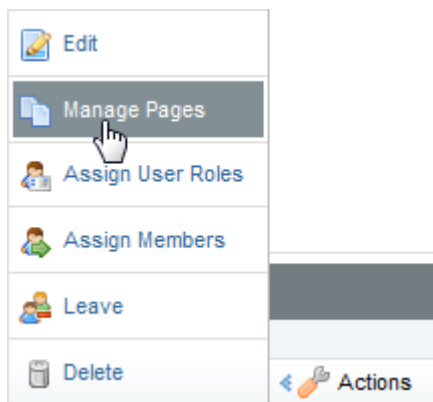 Edit
Manage Pages
Assign User Roles
Assign Members
Leave
Delete
Actions